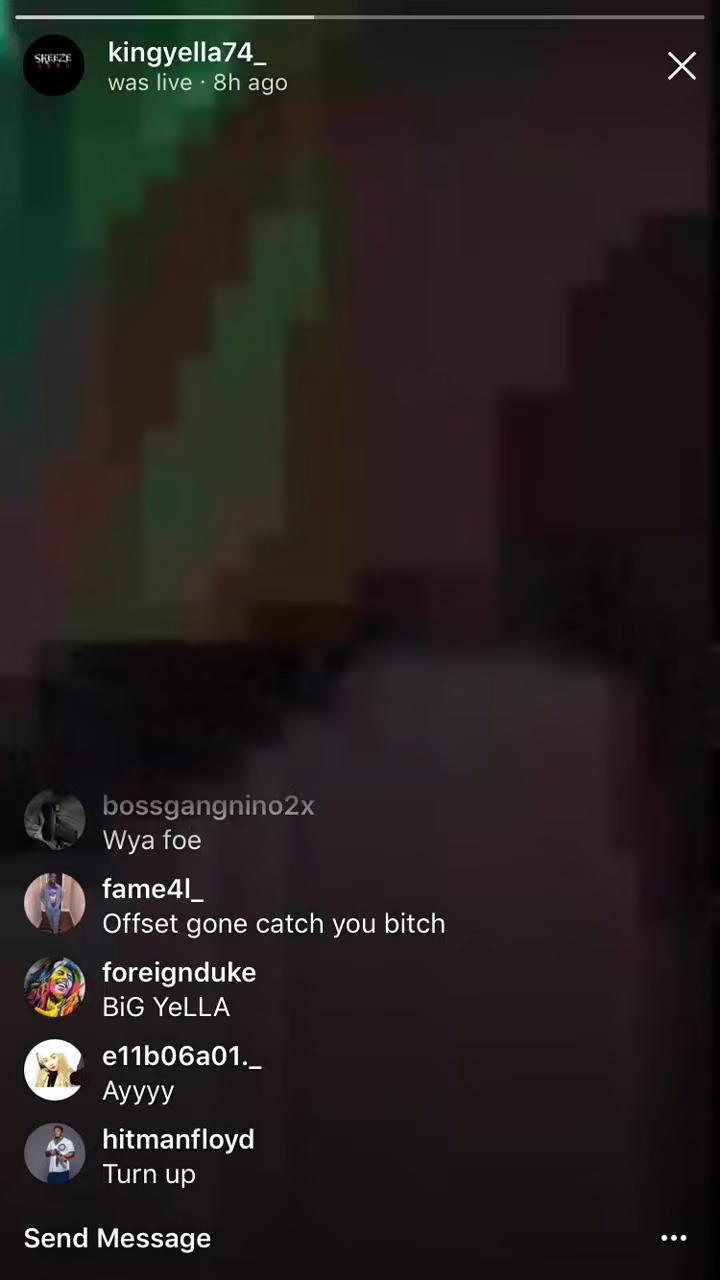 SKEEZE
kingyella74_
was live · 8h ago
bossgangnino2x
Wya foe
fame4l_
Offset gone catch you bitch
foreignduke
BiG YeLLA
e11b06a01._
Ayyyy
hitmanfloyd
Turn up
Send Message